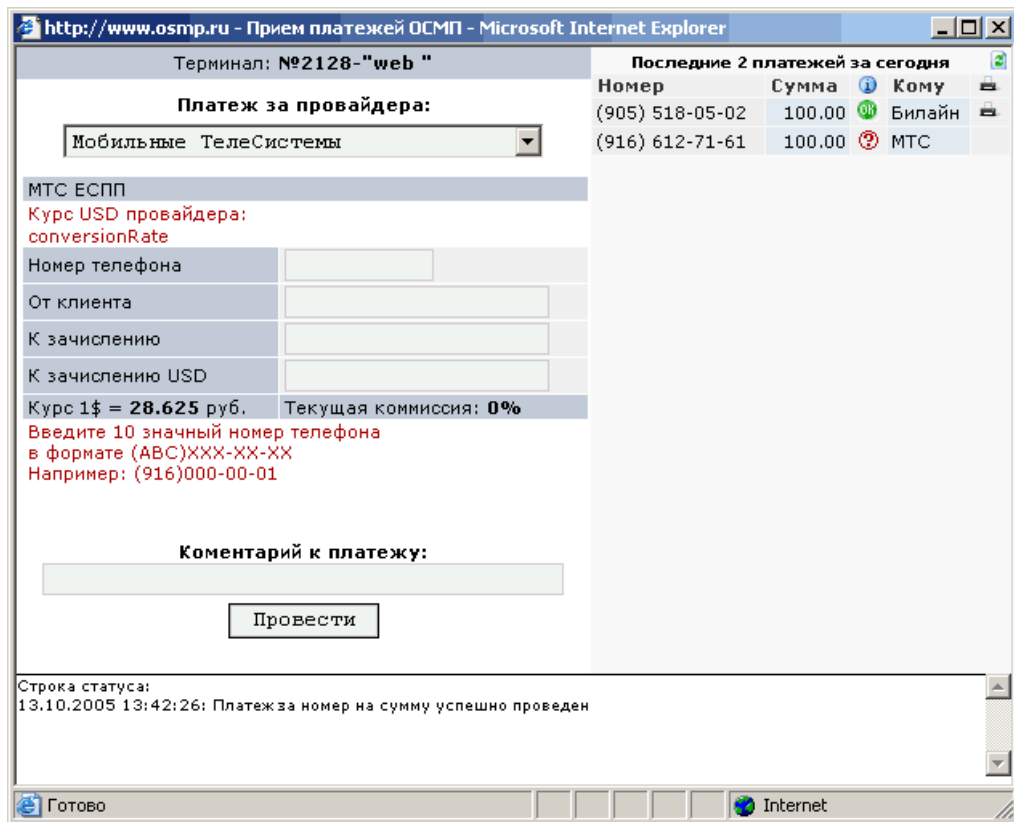 http://www.osmp.ru - Прием платежей ОСМП - Microsoft Internet Explorer
Терминал: №2128-"web "
Платеж за провайдера:
Мобильные ТелеСистемы
МТС ЕСПП
Курс USD провайдера:
conversionRate
Номер телефона
От клиента
К зачислению
К зачислению USD
Курс 1$ = 28.625 руб. Текущая коммиссия: 0%
Введите 10 значный номер телефона
в формате (ABC)XXX-XX-XX
Например: (916)000-00-01
Коментарий к платежу:
Провести
Последние 2 платежей за сегодня
Номер Сумма Кому
(905) 518-05-02 100.00 OK Билайн
(916) 612-71-61 100.00 ? МТС
Строка статуса:
13.10.2005 13:42:26: Платеж за номер на сумму успешно проведен
Готово Internet